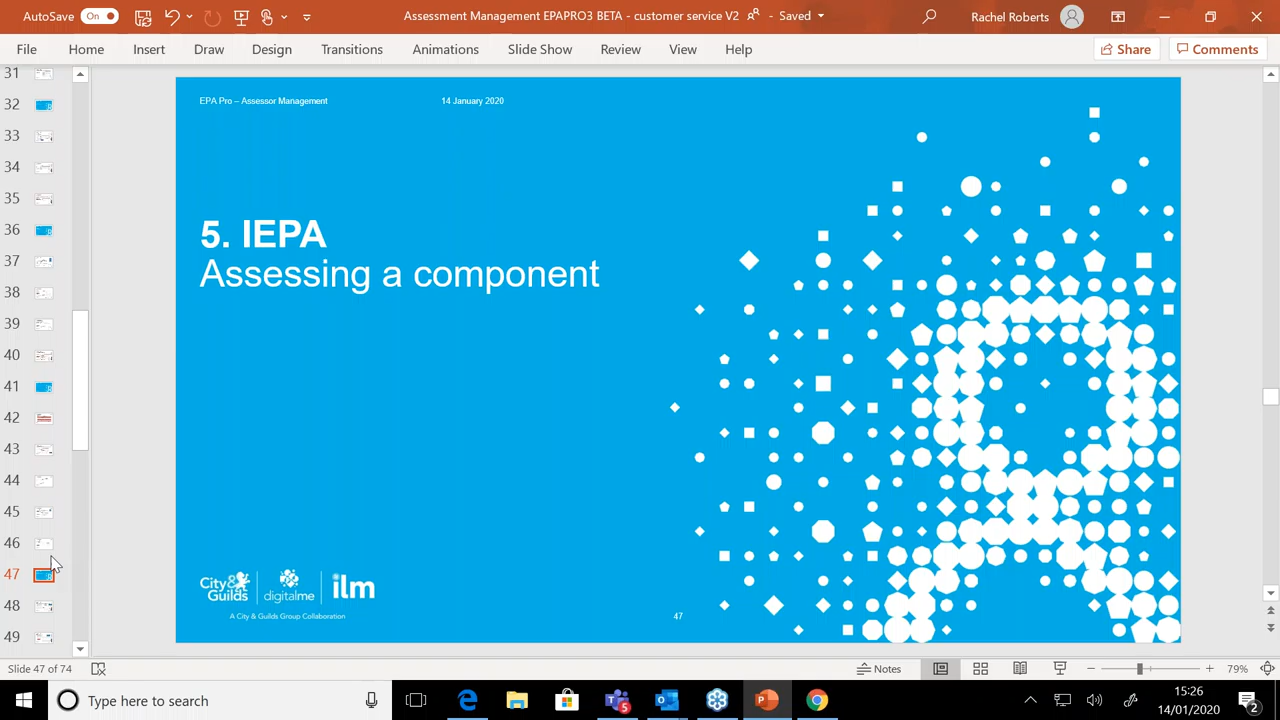 AutoSave On
Assessment Management EPAPRO3 BETA - customer service V2 - Saved
Rachel Roberts
File Home Insert Draw Design Transitions Animations Slide Show Review View Help
Share Comments
31
32
33
34
35
36
37
38
39
40
41
42
43
44
45
46
47
48
49
EPA Pro – Assessor Management 14 January 2020
5. IEPA
Assessing a component
City&
Guilds
digitalme
ilm
A City & Guilds Group Collaboration
47
Slide 47 of 74
Notes
79%
Type here to search
5
15:26
14/01/2020
2